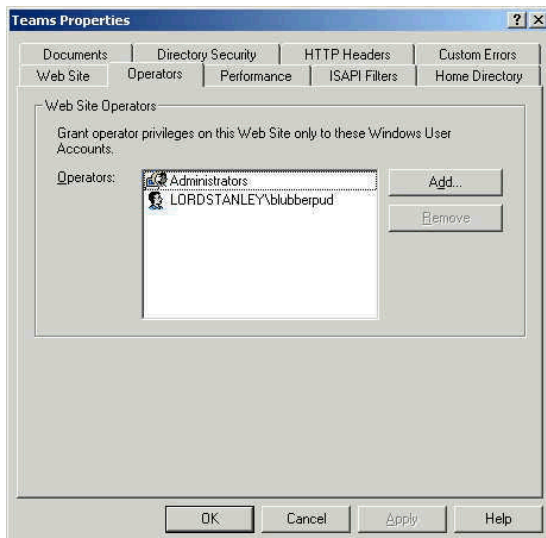 Teams Properties
Documents Directory Security HTTP Headers Custom Errors
Web Site Operators Performance ISAPI Filters Home Directory
Web Site Operators
Grant operator privileges on this Web Site only to these Windows User
Accounts.
Operators: Administrators Add...
LORDSTANLEY\blubberpud
Remove
OK Cancel Apply Help